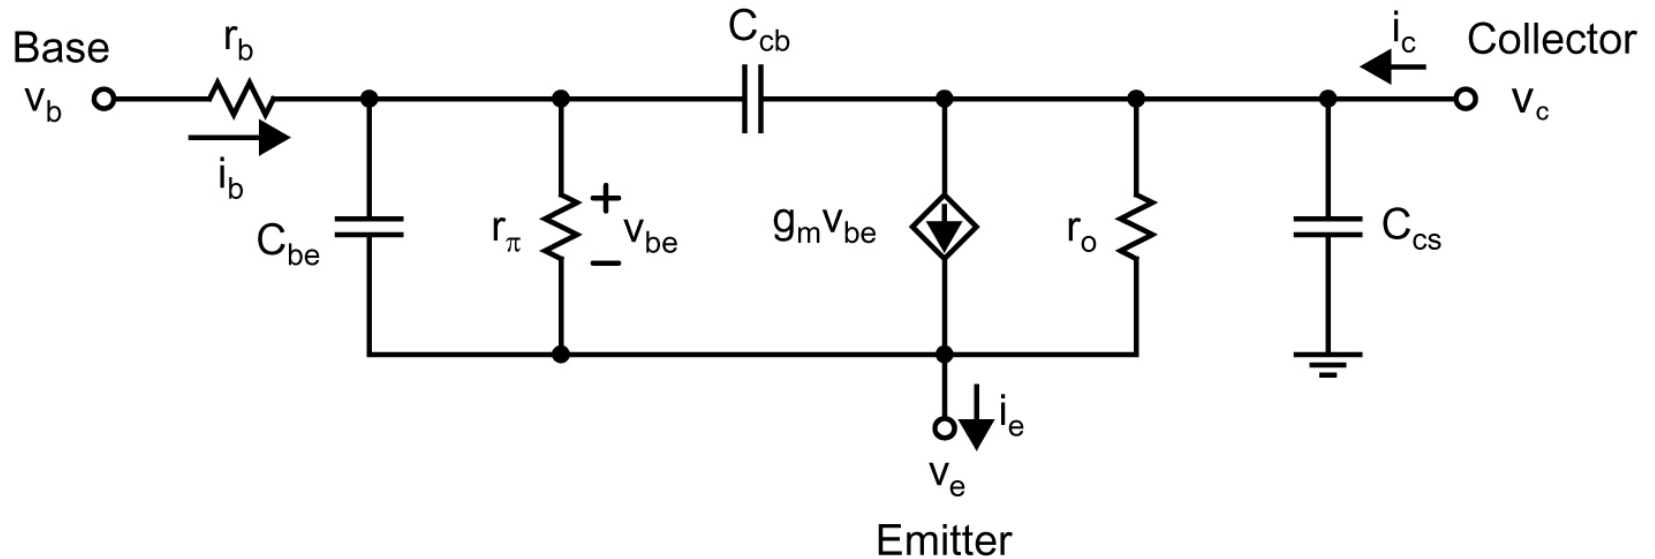 Base
r_b
C_cb
i_c
Collector
v_b
v_c
i_b
C_be
r_π
+
v_be
−
g_m v_be
r_o
C_cs
i_e
v_e
Emitter